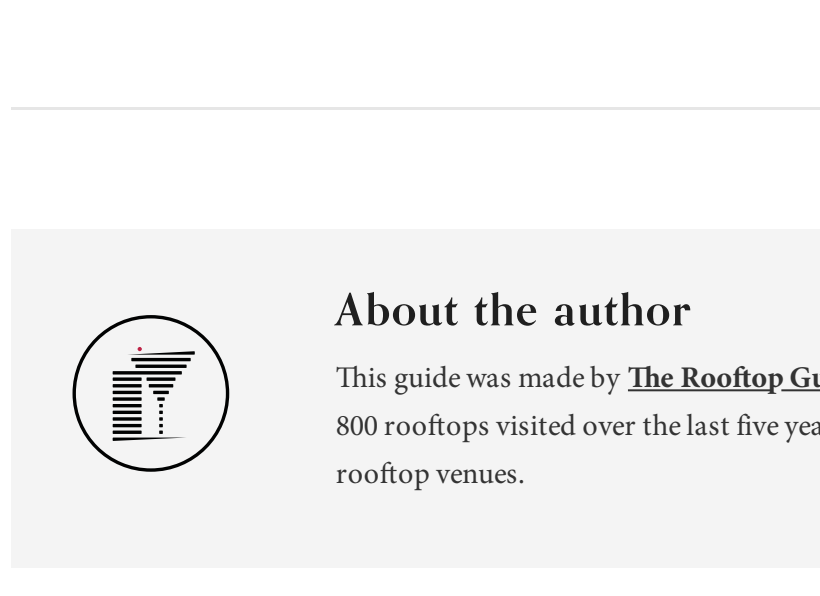 About the author
This guide was made by The Rooftop Gu
800 rooftops visited over the last five yea
rooftop venues.